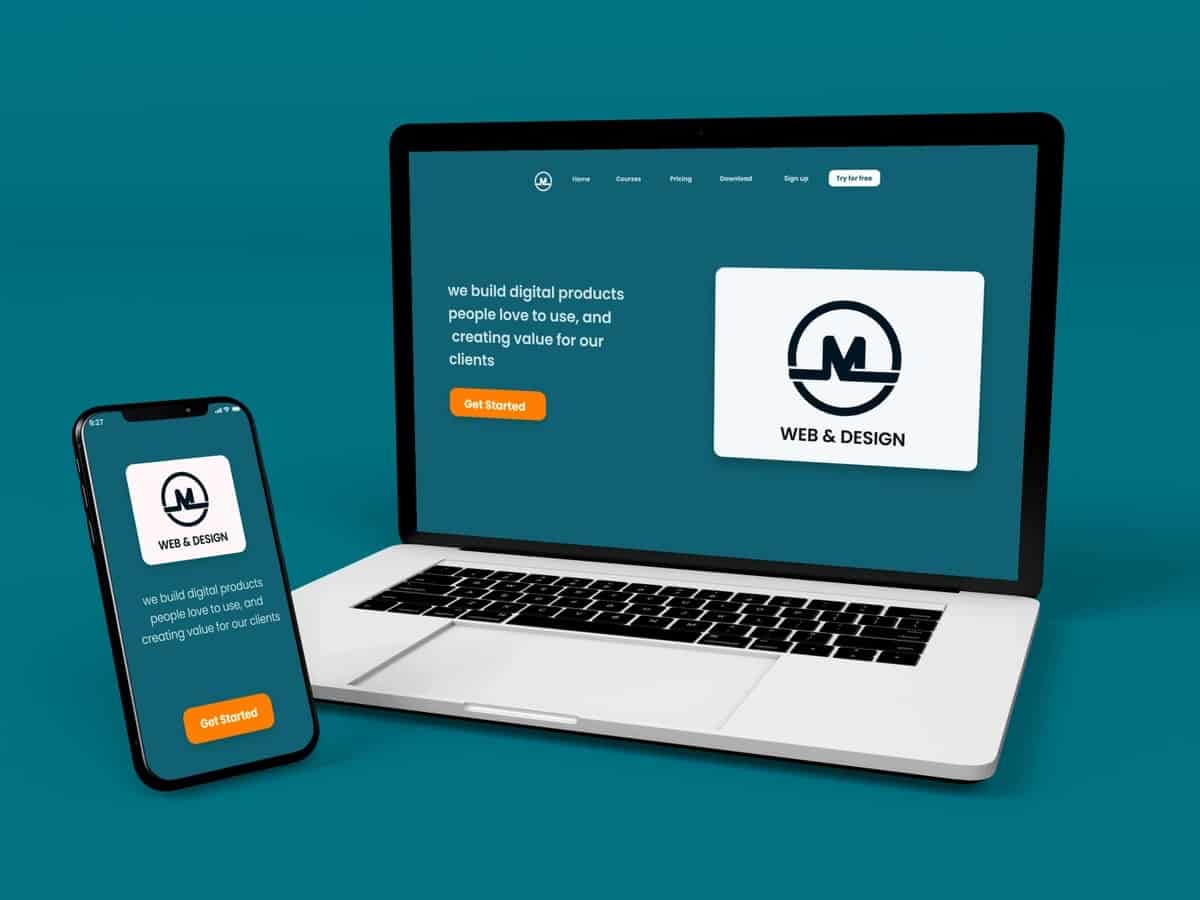 M
Home Courses Pricing Download Sign up Try for free
we build digital products
people love to use, and
creating value for our
clients
Get Started
M
WEB & DESIGN
9:27
M
WEB & DESIGN
we build digital products
people love to use, and
creating value for our clients
Get Started